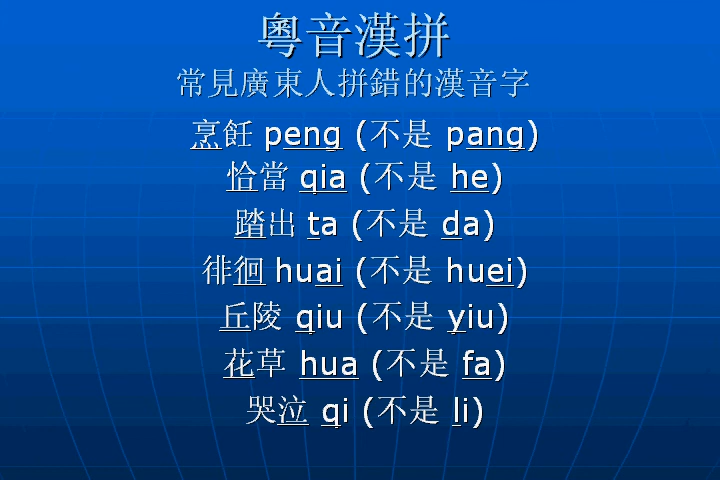 粵音漢拼
常見廣東人拼錯的漢音字
烹飪 peng (不是 pang)
恰當 qia (不是 he)
踏出 ta (不是 da)
徘徊 huai (不是 huei)
丘陵 qiu (不是 yiu)
花草 hua (不是 fa)
哭泣 qi (不是 li)